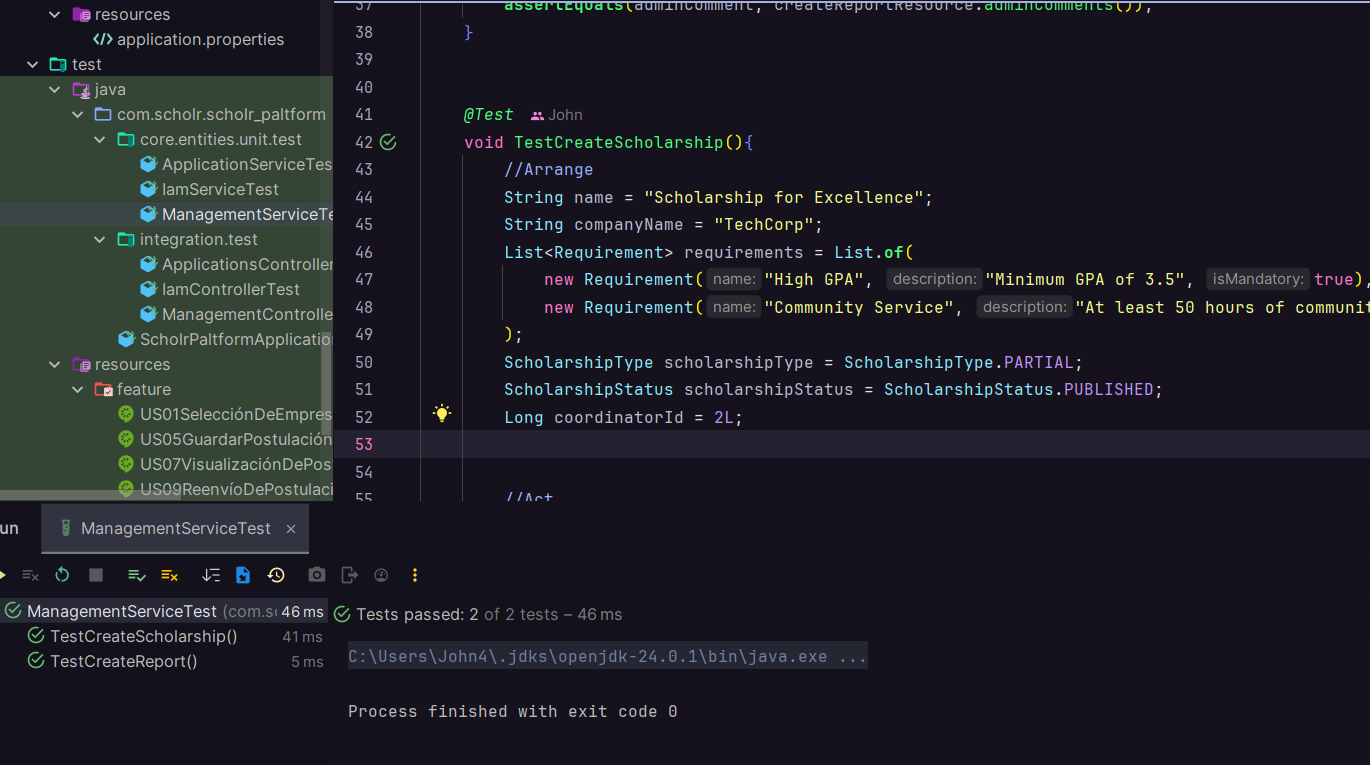 resources
application.properties
test
java
com.scholr.scholr_paltform
core.entities.unit.test
ApplicationServiceTes
IamServiceTest
ManagementServiceTe
integration.test
ApplicationsController
IamControllerTest
ManagementControlle
ScholrPaltformApplicatio
resources
feature
US01SelecciónDeEmpres
US05GuardarPostulación
US07VisualizaciónDePos
US09ReenvíoDePostulaci
37 assertEquals(adminComment, createReportResource.adminComments());
38 }
39
40
41 @Test John
42 void TestCreateScholarship(){
43 //Arrange
44 String name = "Scholarship for Excellence";
45 String companyName = "TechCorp";
46 List<Requirement> requirements = List.of(
47 new Requirement( name: "High GPA", description: "Minimum GPA of 3.5", isMandatory: true),
48 new Requirement( name: "Community Service", description: "At least 50 hours of communit
49 );
50 ScholarshipType scholarshipType = ScholarshipType.PARTIAL;
51 ScholarshipStatus scholarshipStatus = ScholarshipStatus.PUBLISHED;
52 Long coordinatorId = 2L;
53
54
55 //Act
un ManagementServiceTest ×
ManagementServiceTest (com.sc 46 ms
TestCreateScholarship() 41 ms
TestCreateReport() 5 ms
Tests passed: 2 of 2 tests – 46 ms
C:\Users\John4\.jdks\openjdk-24.0.1\bin\java.exe ...
Process finished with exit code 0